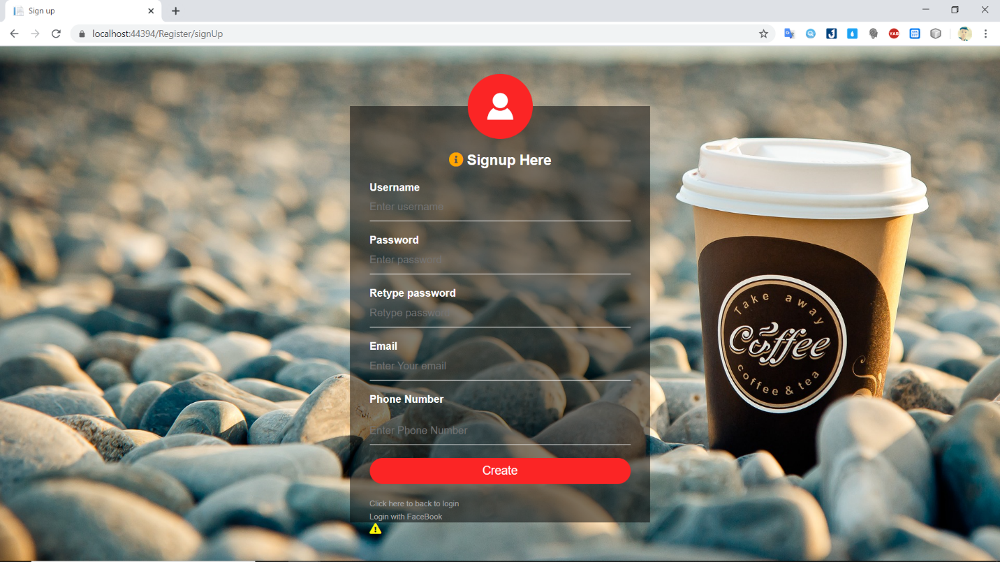 Sign up
localhost:44394/Register/signUp
YAB
Signup Here
Username
Enter username
Password
Enter password
Retype password
Retype password
Email
Enter Your email
Phone Number
Enter Phone Number
Create
Click here to back to login
Login with FaceBook
Take away
Coffee
coffee & tea